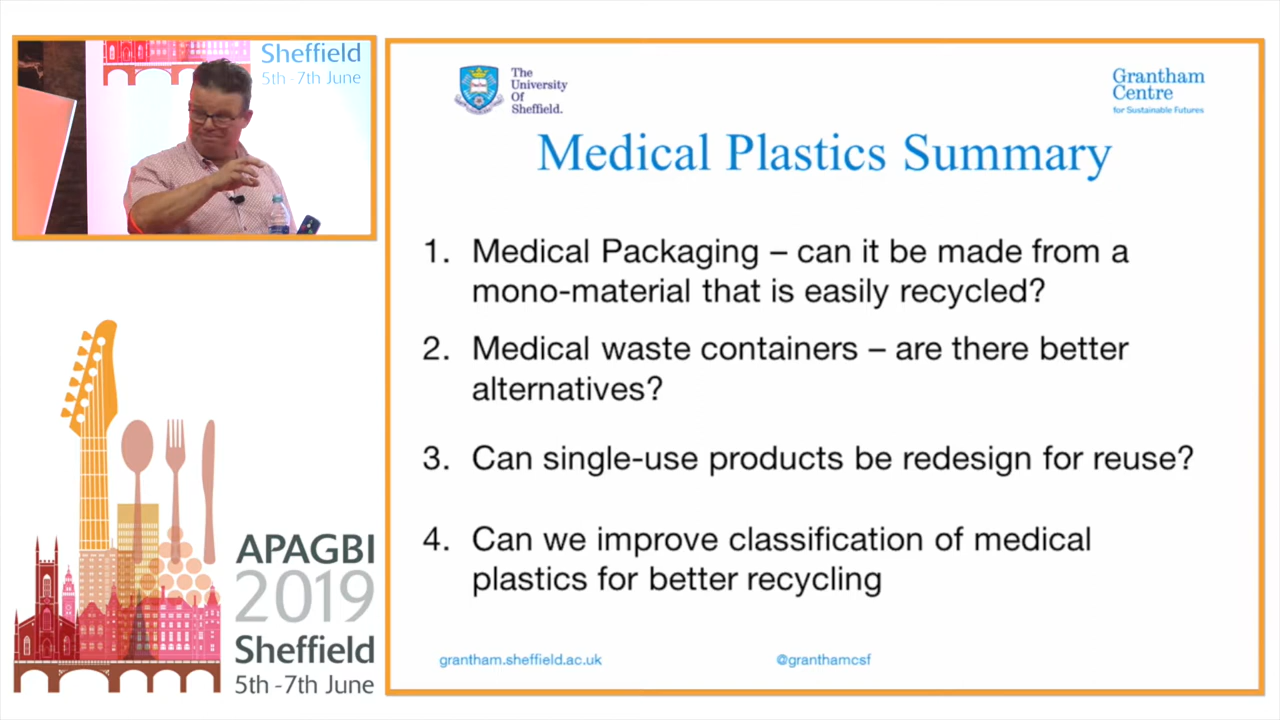 Sheffield
5th - 7th June
The
University
Of
Sheffield.
Grantham
Centre
for Sustainable Futures
Medical Plastics Summary
1. Medical Packaging – can it be made from a
mono-material that is easily recycled?
2. Medical waste containers – are there better
alternatives?
3. Can single-use products be redesign for reuse?
4. Can we improve classification of medical
plastics for better recycling
grantham.sheffield.ac.uk
@granthamcsf
APAGBI
2019
Sheffield
5th -7th June